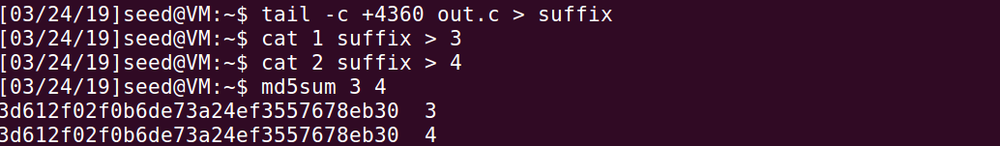 [03/24/19]seed@VM:~$ tail -c +4360 out.c > suffix
[03/24/19]seed@VM:~$ cat 1 suffix > 3
[03/24/19]seed@VM:~$ cat 2 suffix > 4
[03/24/19]seed@VM:~$ md5sum 3 4
3d612f02f0b6de73a24ef3557678eb30  3
3d612f02f0b6de73a24ef3557678eb30  4